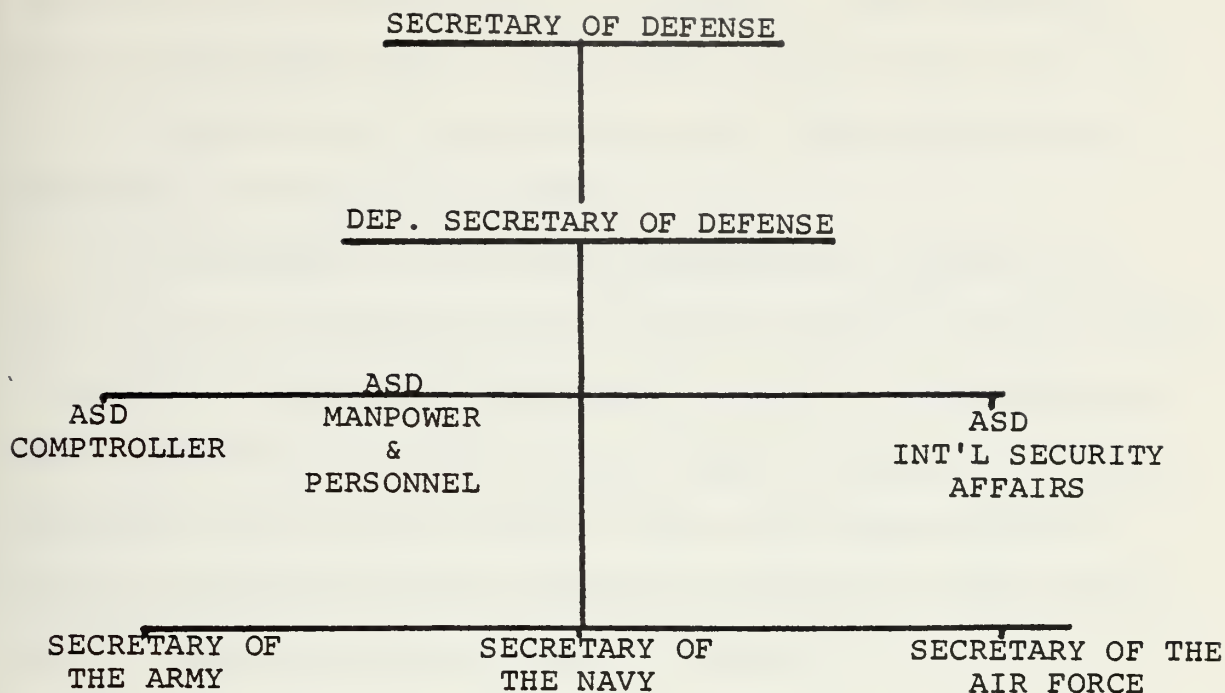 SECRETARY OF DEFENSE
DEP. SECRETARY OF DEFENSE
ASD
COMPTROLLER
ASD
MANPOWER
&
PERSONNEL
ASD
INT'L SECURITY
AFFAIRS
SECRETARY OF
THE ARMY
SECRETARY OF
THE NAVY
SECRETARY OF THE
AIR FORCE